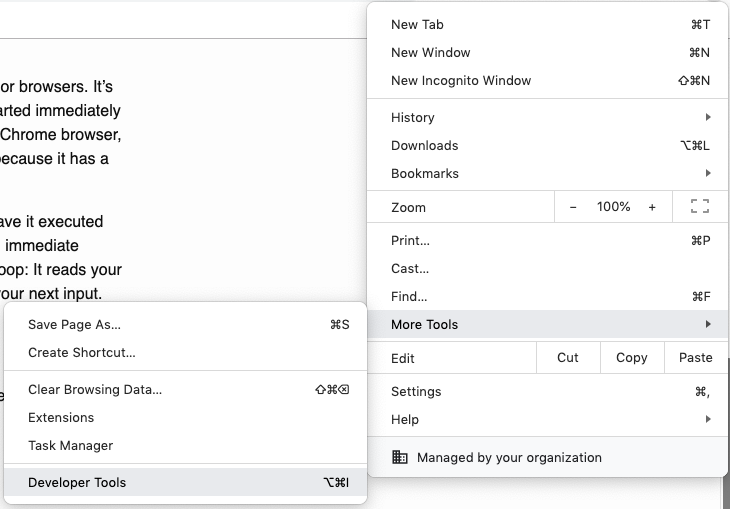 or browsers. It's
arted immediately
Chrome browser,
because it has a
ave it executed
immediate
oop: It reads your
our next input.
New Tab ⌘T
New Window ⌘N
New Incognito Window ⇧⌘N
History ▸
Downloads ⌥⌘L
Bookmarks ▸
Zoom − 100% +
Print... ⌘P
Cast...
Find... ⌘F
More Tools ▸
Edit Cut Copy Paste
Settings ⌘,
Help ▸
Managed by your organization
Save Page As... ⌘S
Create Shortcut...
Clear Browsing Data... ⇧⌘⌫
Extensions
Task Manager
Developer Tools ⌥⌘I